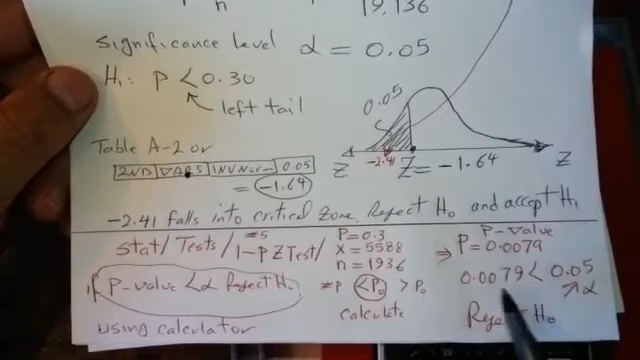 n 19,136
Significance level α = 0.05
H₁: P < 0.30
left tail
0.05
Table A-2 or
2ND VARS INVNorm 0.05
= -1.64
-2.41 Z = -1.64 Z
Z
-2.41 falls into critical zone, Reject H₀ and accept H₁
Stat/Tests/ =5 1-PZTest/
P=0.3
x=5588
n=1936
≠P <P₀ >P₀
calculate
if P-value <α Reject H₀
using calculator
P-value
⇒ P=0.0079
0.0079 < 0.05
α
Reject H₀